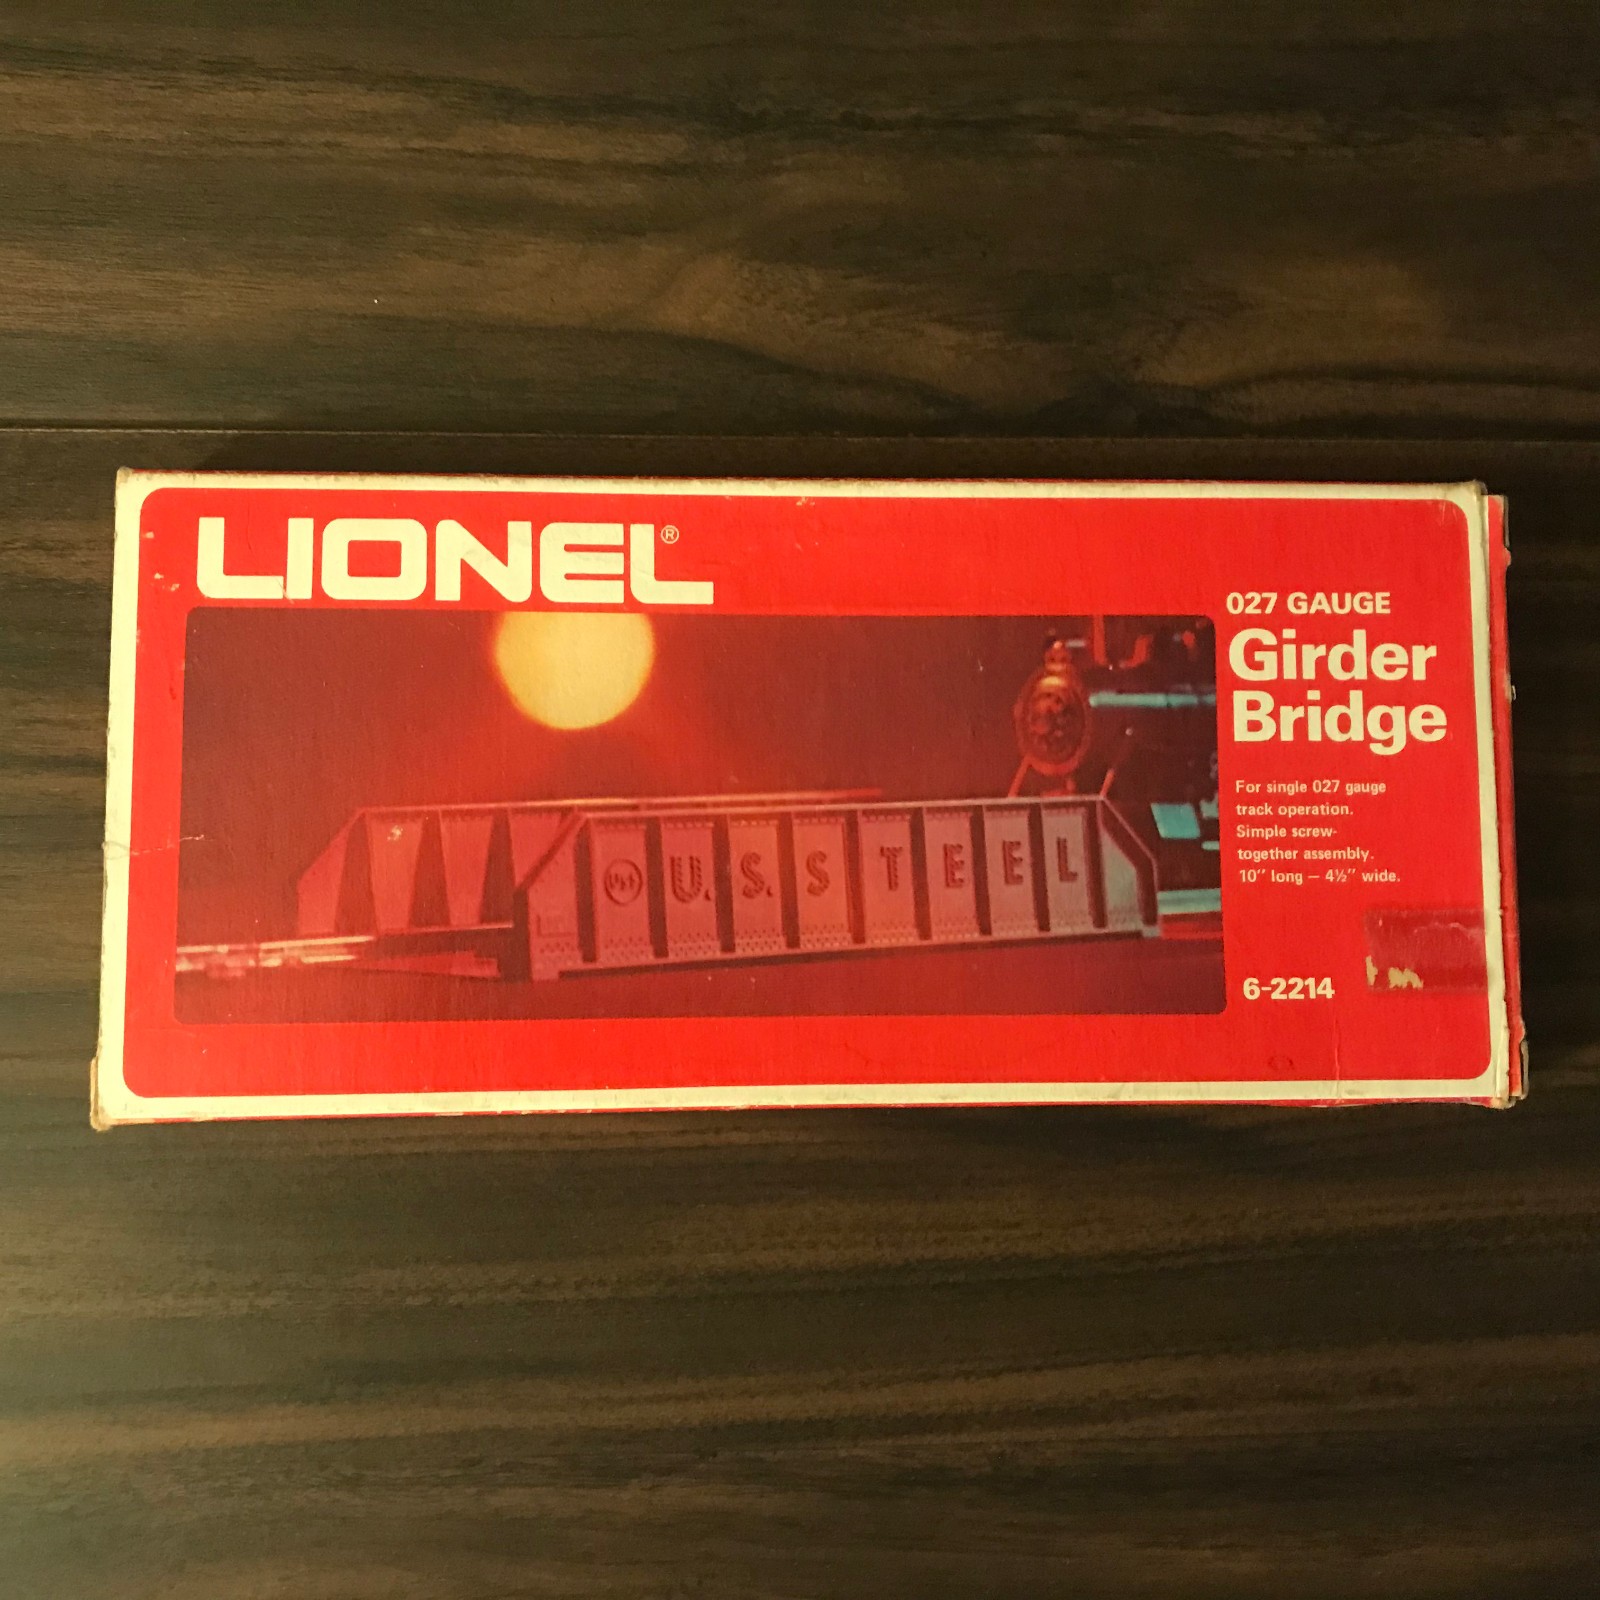 LIONEL®
027 GAUGE
Girder
Bridge
For single 027 gauge
track operation.
Simple screw-
together assembly.
10" long — 4½" wide.
U.S. STEEL
6-2214